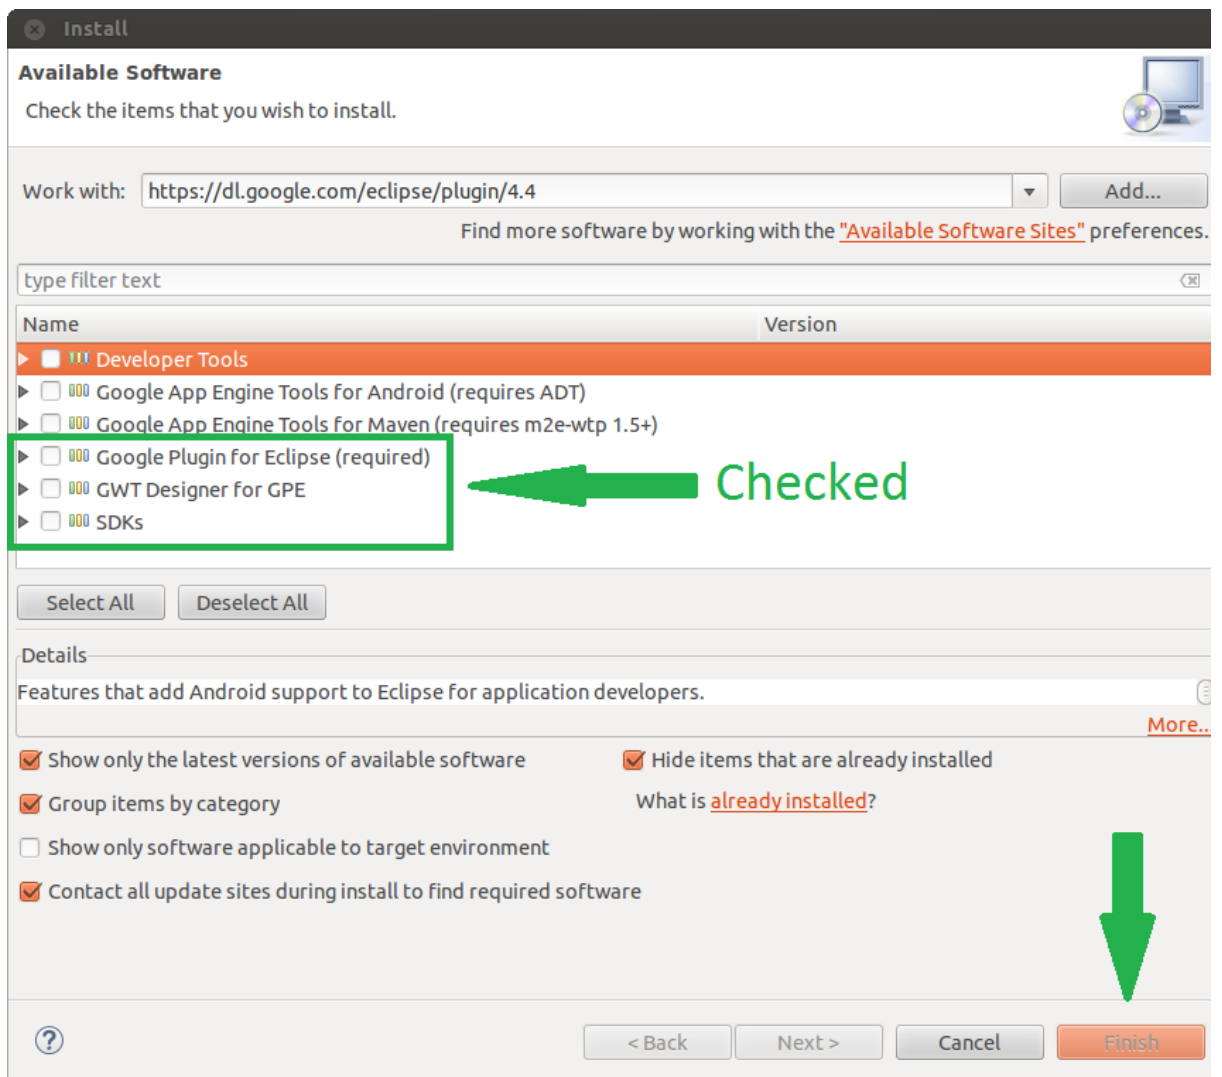 Install
Available Software
Check the items that you wish to install.
Work with: https://dl.google.com/eclipse/plugin/4.4 Add...
Find more software by working with the "Available Software Sites" preferences.
type filter text
Name Version
Developer Tools
Google App Engine Tools for Android (requires ADT)
Google App Engine Tools for Maven (requires m2e-wtp 1.5+)
Google Plugin for Eclipse (required)
GWT Designer for GPE
SDKs
Checked
Select All Deselect All
Details
Features that add Android support to Eclipse for application developers.
More...
Show only the latest versions of available software Hide items that are already installed
Group items by category What is already installed?
Show only software applicable to target environment
Contact all update sites during install to find required software
? < Back Next > Cancel Finish